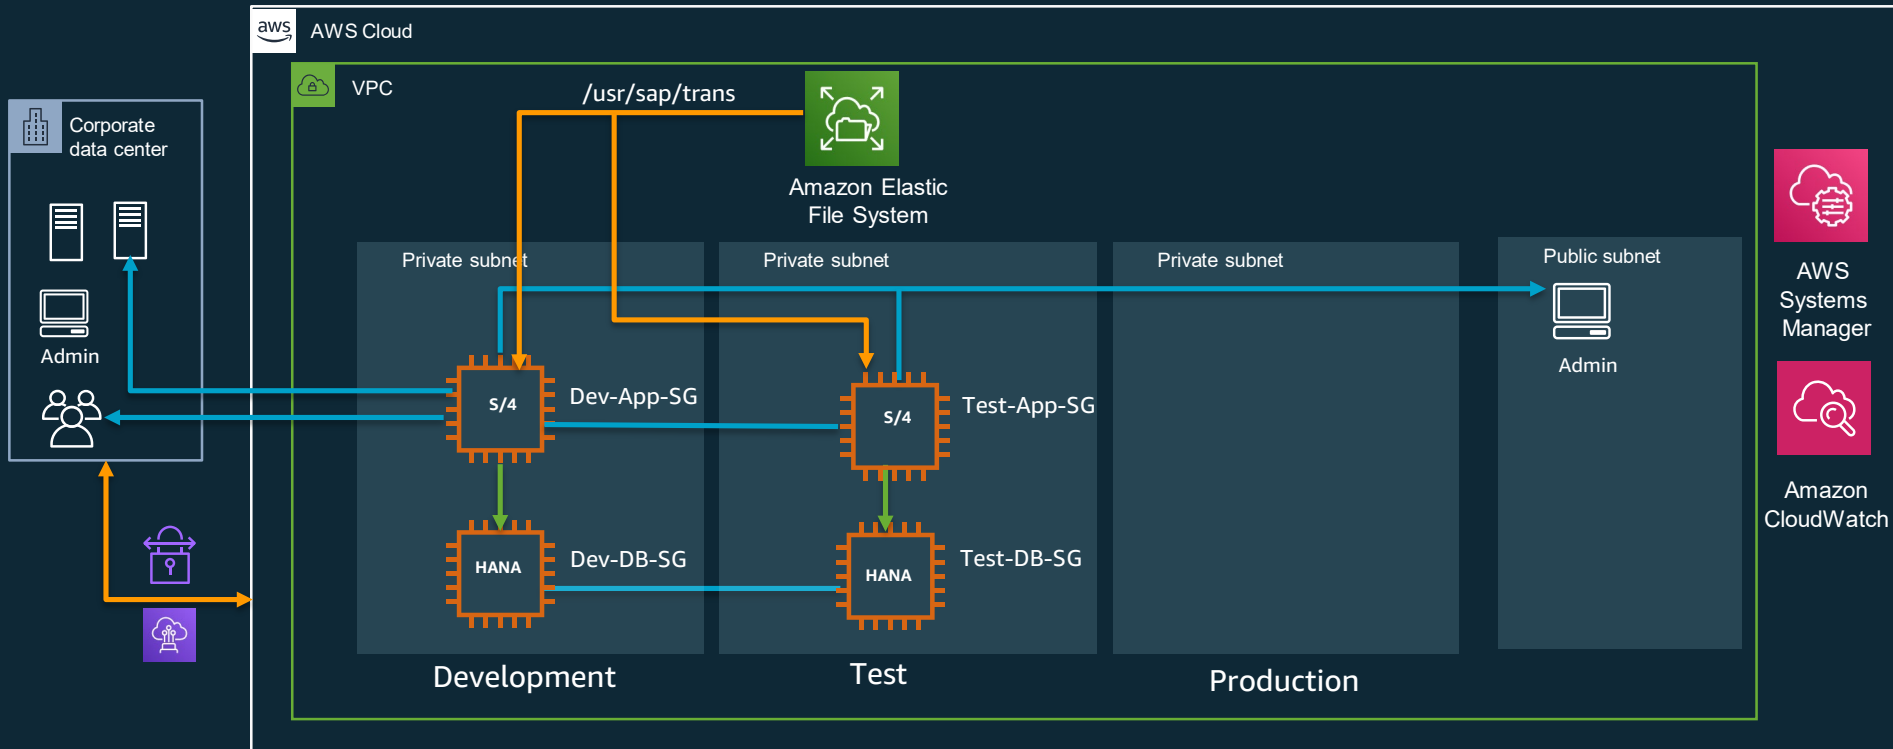 aws
AWS Cloud
VPC
/usr/sap/trans
Corporate
data center
Amazon Elastic
File System
Private subnet
Private subnet
Private subnet
Public subnet
AWS
Systems
Manager
Admin
Admin
S/4
Dev-App-SG
S/4
Test-App-SG
Amazon
CloudWatch
HANA
Dev-DB-SG
HANA
Test-DB-SG
Development
Test
Production